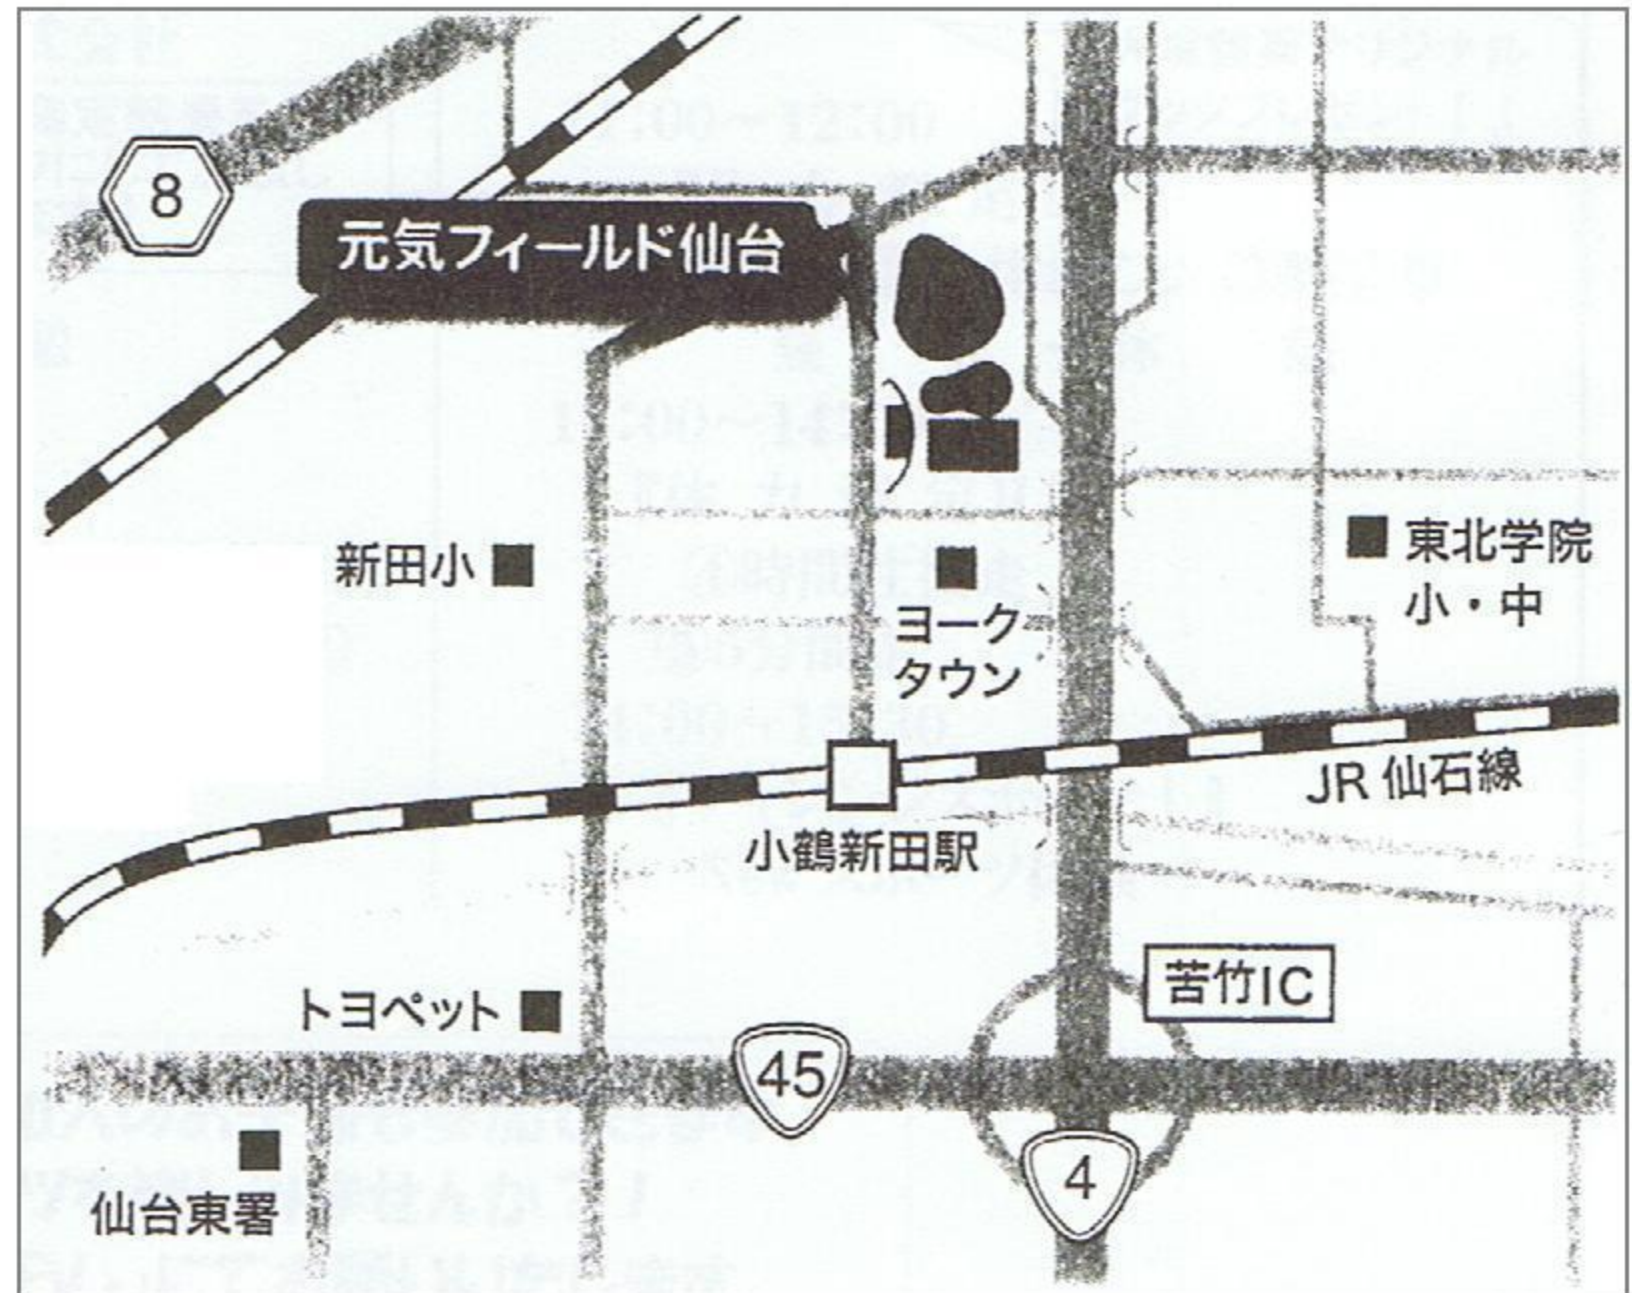 8
元気フィールド仙台
新田小
東北学院
小・中
ヨーク
タウン
JR 仙石線
小鶴新田駅
苦竹IC
トヨペット
45
4
仙台東署